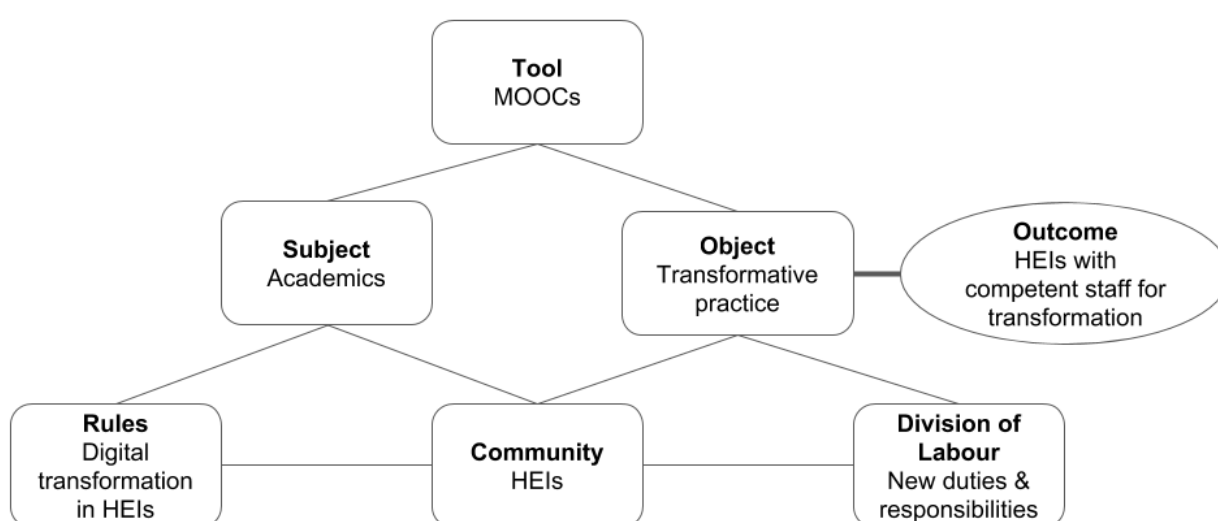 Tool
MOOCs
Subject
Academics
Object
Transformative
practice
Outcome
HEIs with
competent staff for
transformation
Rules
Digital
transformation
in HEIs
Community
HEIs
Division of
Labour
New duties &
responsibilities